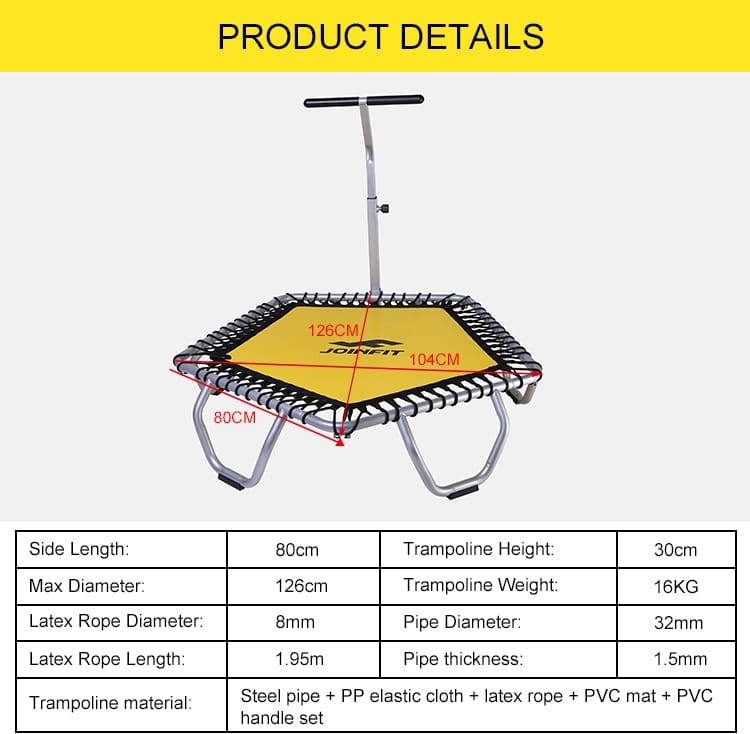 PRODUCT DETAILS
126CM
JOINFIT
104CM
80CM
Side Length: 80cm Trampoline Height: 30cm
Max Diameter: 126cm Trampoline Weight: 16KG
Latex Rope Diameter: 8mm Pipe Diameter: 32mm
Latex Rope Length: 1.95m Pipe thickness: 1.5mm
Trampoline material: Steel pipe + PP elastic cloth + latex rope + PVC mat + PVC
handle set